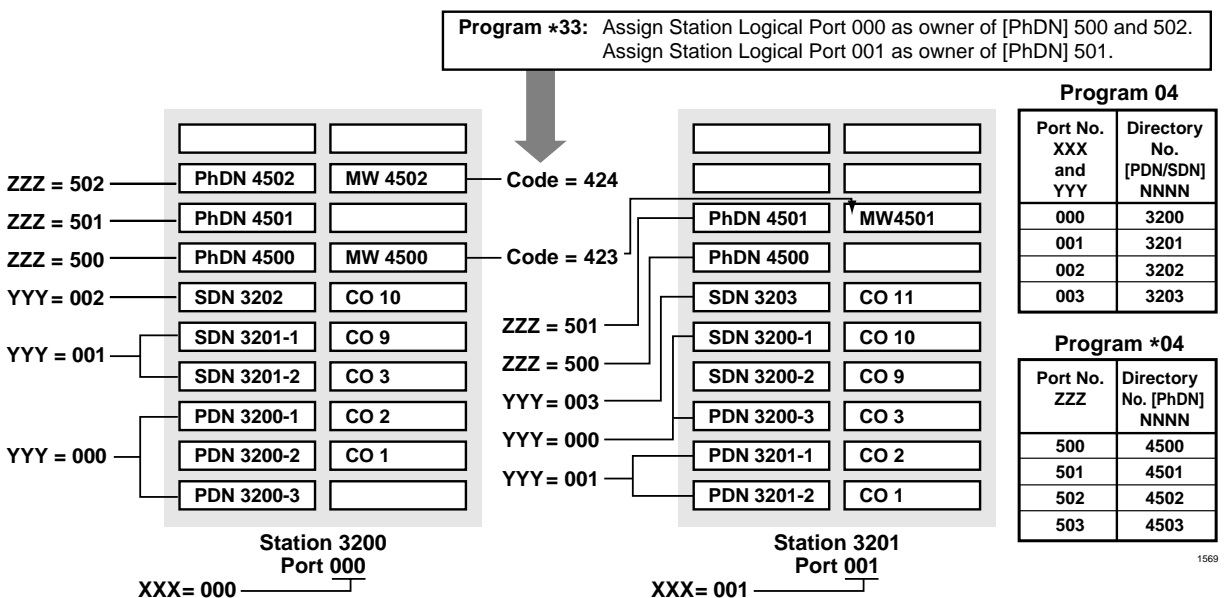 Program *33: Assign Station Logical Port 000 as owner of [PhDN] 500 and 502.
Assign Station Logical Port 001 as owner of [PhDN] 501.
ZZZ = 502
ZZZ = 501
ZZZ = 500
YYY = 002
YYY = 001
YYY = 000
PhDN 4502 MW 4502
PhDN 4501
PhDN 4500 MW 4500
SDN 3202 CO 10
SDN 3201-1 CO 9
SDN 3201-2 CO 3
PDN 3200-1 CO 2
PDN 3200-2 CO 1
PDN 3200-3
Station 3200
Port 000
XXX= 000
Code = 424
Code = 423
ZZZ = 501
ZZZ = 500
YYY = 003
YYY = 000
YYY = 001
PhDN 4501 MW4501
PhDN 4500
SDN 3203 CO 11
SDN 3200-1 CO 10
SDN 3200-2 CO 9
PDN 3200-3 CO 3
PDN 3201-1 CO 2
PDN 3201-2 CO 1
Station 3201
Port 001
XXX= 001
Program 04
Port No. Directory
XXX No.
and [PDN/SDN]
YYY NNNN
000 3200
001 3201
002 3202
003 3203
Program *04
Port No. Directory
ZZZ No. [PhDN]
NNNN
500 4500
501 4501
502 4502
503 4503
1569